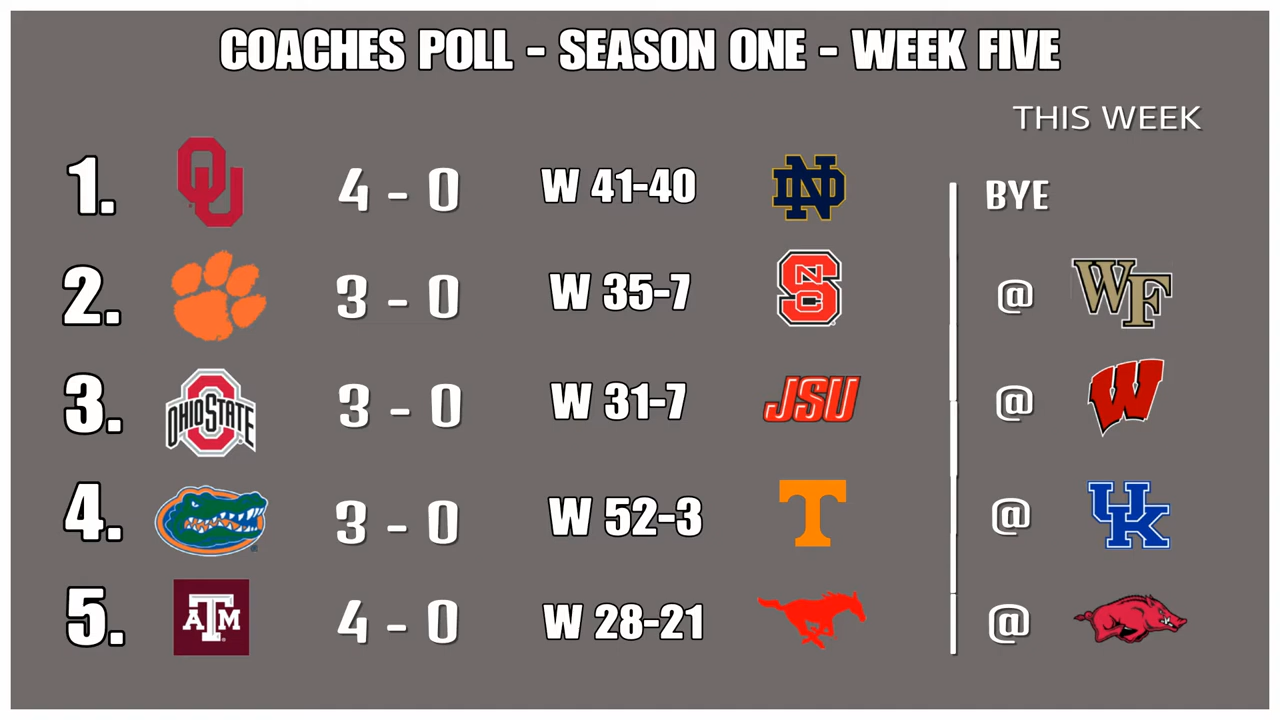 COACHES POLL - SEASON ONE - WEEK FIVE
THIS WEEK
1. OU 4 - 0 W 41-40 ND BYE
2. 3 - 0 W 35-7 NCS @ WF
3. OHIO STATE 3 - 0 W 31-7 JSU @ W
4. 3 - 0 W 52-3 T @ UK
5. ATM 4 - 0 W 28-21 @